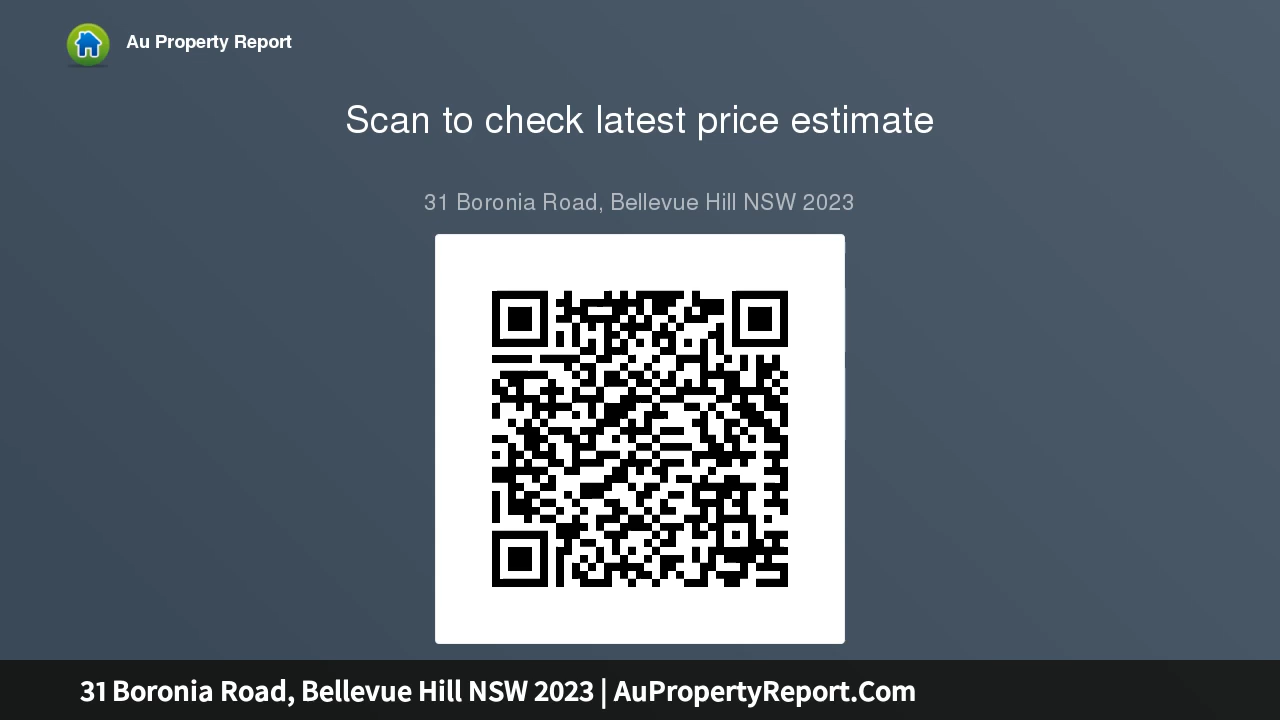 Au Property Report
Scan to check latest price estimate
31 Boronia Road, Bellevue Hill NSW 2023
31 Boronia Road, Bellevue Hill NSW 2023 | AuPropertyReport.Com